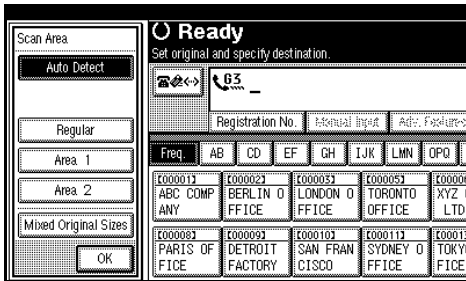 Scan Area
Auto Detect
Regular
Area 1
Area 2
Mixed Original Sizes
OK
Ready
Set original and specify destination.
G3 _
Registration No. Manual Input Adv. Features
Freq. AB CD EF GH IJK LMN OPQ
[00001] [00002] [00003] [00005]
ABC COMP BERLIN O LONDON O TORONTO XYZ
ANY FFICE FFICE OFFICE LTD
[00008] [00009] [00010] [00011]
PARIS OF DETROIT SAN FRAN SYDNEY O TOKY
FICE FACTORY CISCO FFICE FICE